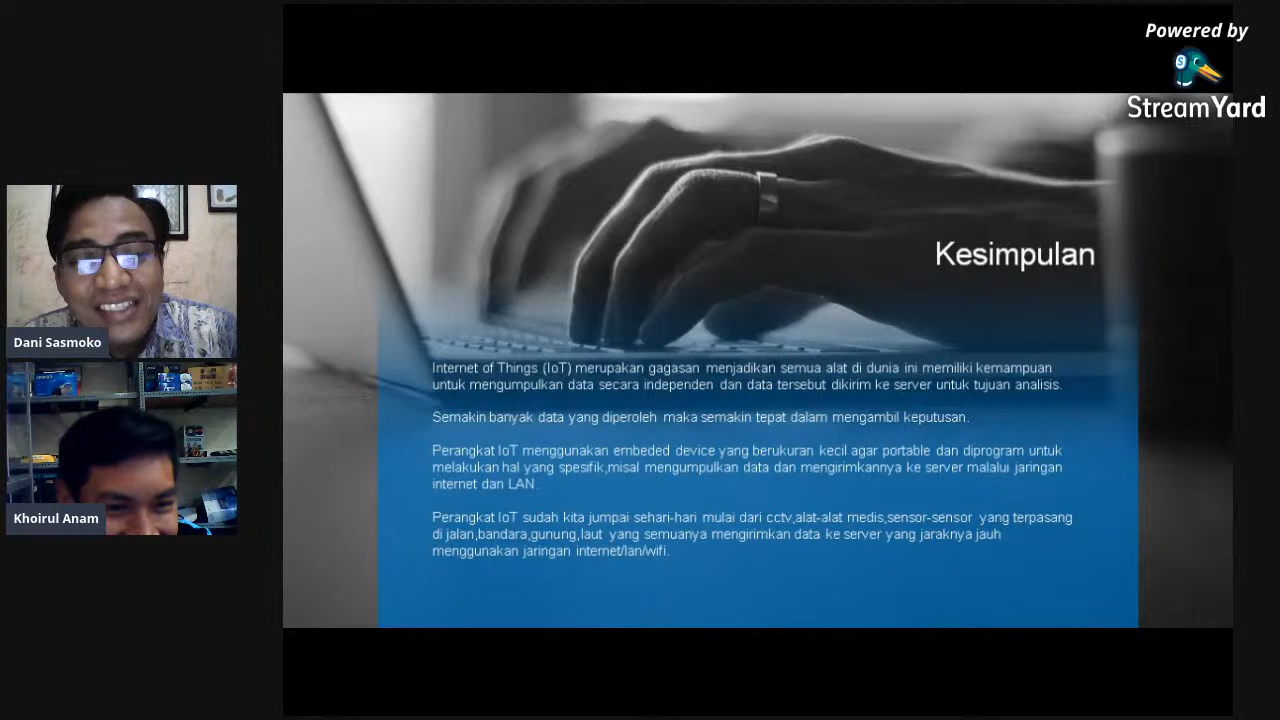 Powered by
StreamYard
Kesimpulan
Internet of Things (IoT) merupakan gagasan menjadikan semua alat di dunia ini memiliki kemampuan
untuk mengumpulkan data secara independen dan data tersebut dikirim ke server untuk tujuan analisis.
Semakin banyak data yang diperoleh maka semakin tepat dalam mengambil keputusan.
Perangkat IoT menggunakan embeded device yang berukuran kecil agar portable dan diprogram untuk
melakukan hal yang spesifik,misal mengumpulkan data dan mengirimkannya ke server malalui jaringan
internet dan LAN.
Perangkat IoT sudah kita jumpai sehari-hari mulai dari cctv,alat-alat medis,sensor-sensor yang terpasang
di jalan,bandara,gunung,laut yang semuanya mengirimkan data ke server yang jaraknya jauh
menggunakan jaringan internet/lan/wifi.
Dani Sasmoko
Khoirul Anam